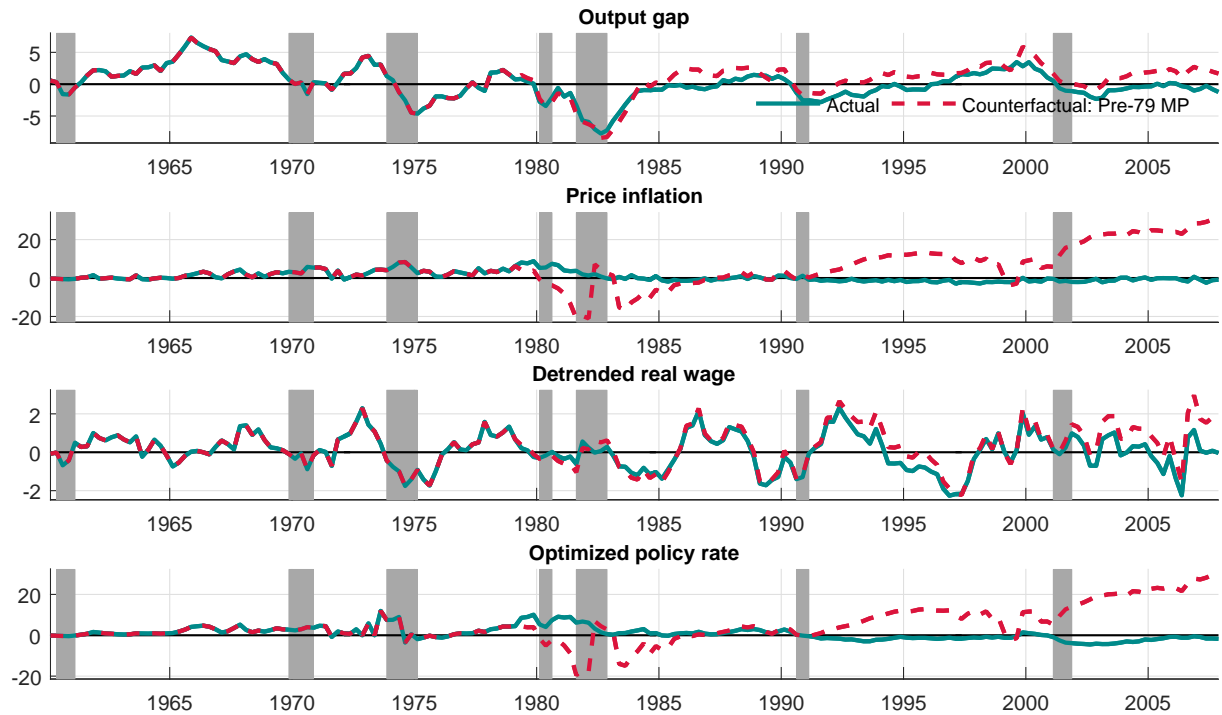 Output gap
5
0
-5
Actual
Counterfactual: Pre-79 MP
1965 1970 1975 1980 1985 1990 1995 2000 2005
Price inflation
20
0
-20
1965 1970 1975 1980 1985 1990 1995 2000 2005
Detrended real wage
2
0
-2
1965 1970 1975 1980 1985 1990 1995 2000 2005
Optimized policy rate
20
0
-20
1965 1970 1975 1980 1985 1990 1995 2000 2005